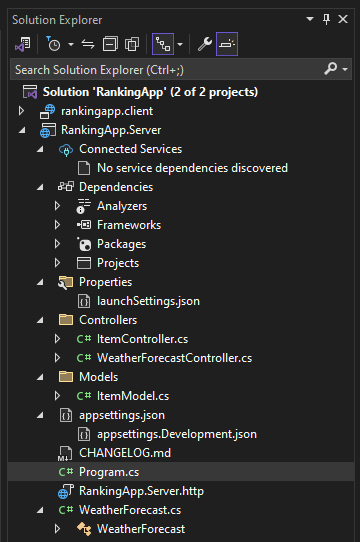 Solution Explorer
Search Solution Explorer (Ctrl+;)
Solution 'RankingApp' (2 of 2 projects)
rankingapp.client
RankingApp.Server
Connected Services
No service dependencies discovered
Dependencies
Analyzers
Frameworks
Packages
Projects
Properties
launchSettings.json
Controllers
C# ItemController.cs
C# WeatherForecastController.cs
Models
C# ItemModel.cs
appsettings.json
appsettings.Development.json
CHANGELOG.md
C# Program.cs
RankingApp.Server.http
C# WeatherForecast.cs
WeatherForecast